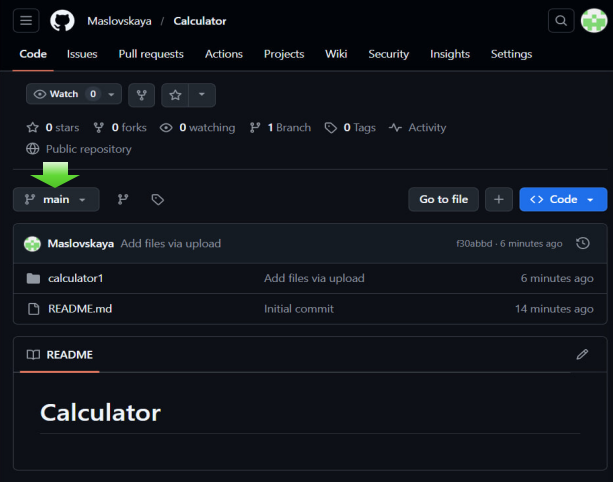 Maslovskaya / Calculator
Code Issues Pull requests Actions Projects Wiki Security Insights Settings
Watch 0
0 stars 0 forks 0 watching 1 Branch 0 Tags Activity
Public repository
main Go to file + <> Code
Maslovskaya Add files via upload f30abbd · 6 minutes ago
calculator1 Add files via upload 6 minutes ago
README.md Initial commit 14 minutes ago
README
Calculator